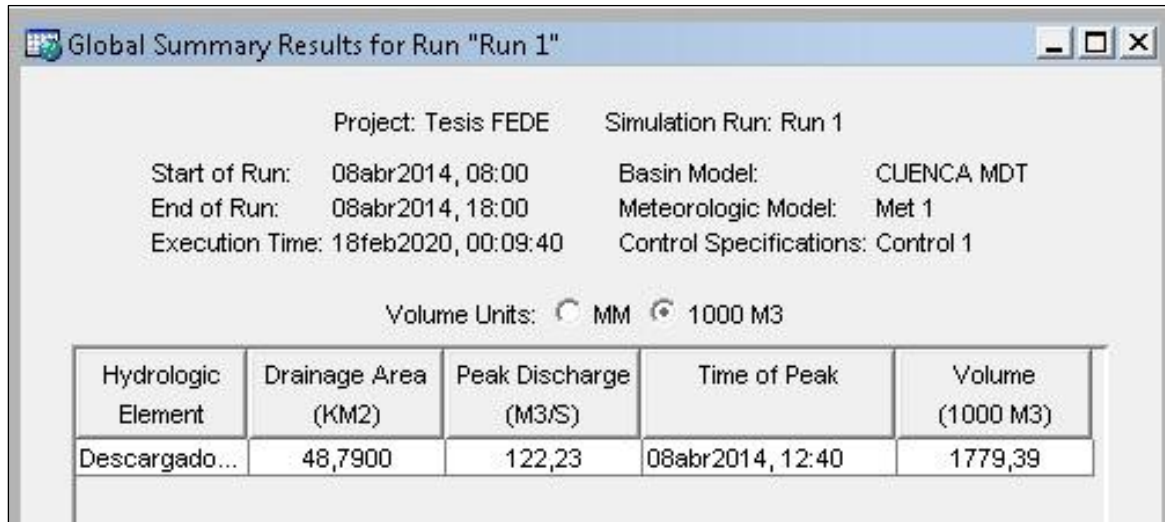 Global Summary Results for Run "Run 1"
Project: Tesis FEDE Simulation Run: Run 1
Start of Run: 08abr2014, 08:00 Basin Model: CUENCA MDT
End of Run: 08abr2014, 18:00 Meteorologic Model: Met 1
Execution Time: 18feb2020, 00:09:40 Control Specifications: Control 1
Volume Units: MM 1000 M3
Hydrologic Element Drainage Area (KM2) Peak Discharge (M3/S) Time of Peak Volume (1000 M3)
Descargado... 48,7900 122,23 08abr2014, 12:40 1779,39